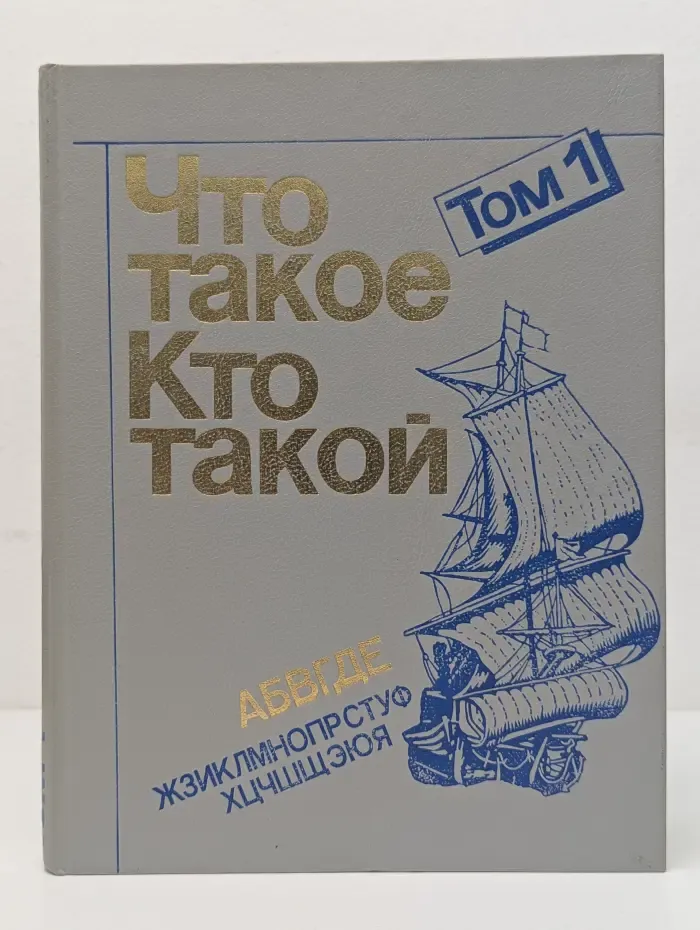 Что
такое
Кто
такой
Том 1
АБВГДЕ
ЖЗИКЛМНОПРСТУФ
ХЦЧШЩЭЮЯ